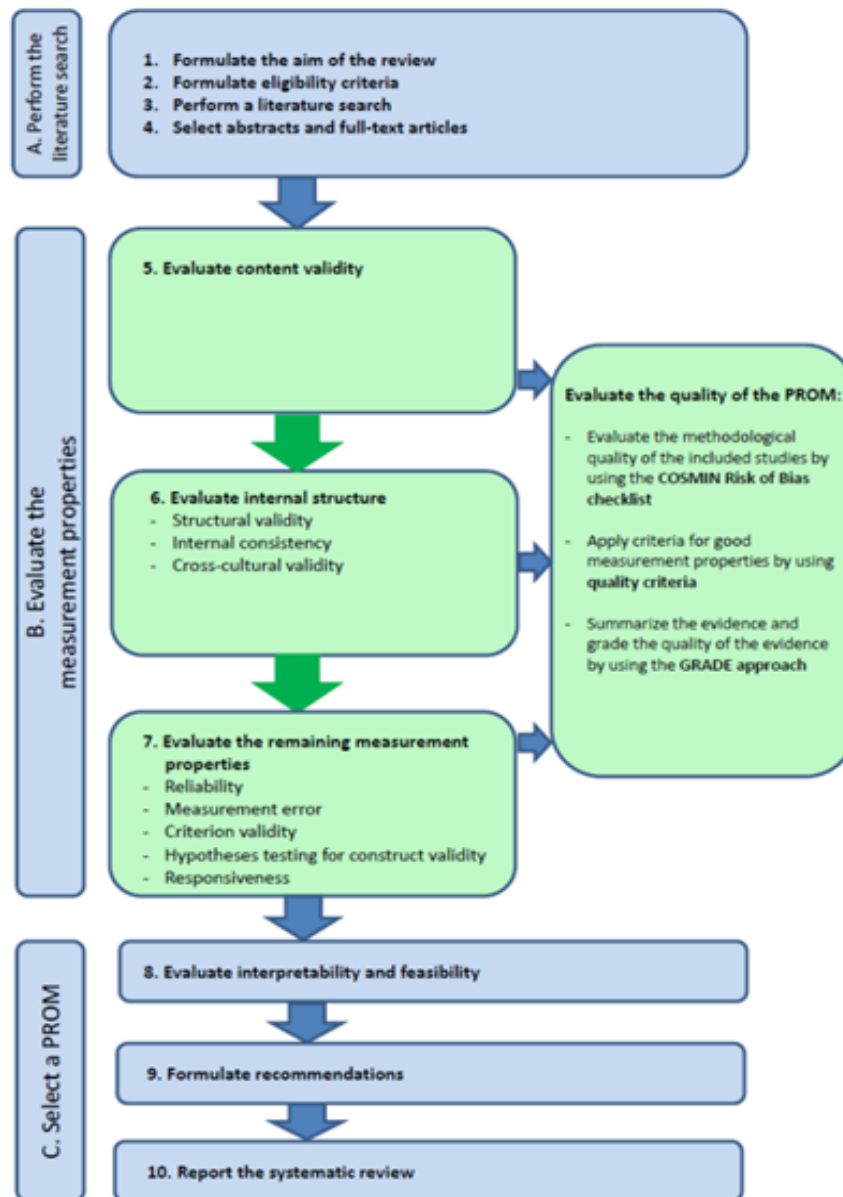 A. Perform the
literature search
1. Formulate the aim of the review
2. Formulate eligibility criteria
3. Perform a literature search
4. Select abstracts and full-text articles
B. Evaluate the
measurement properties
5. Evaluate content validity
6. Evaluate internal structure
- Structural validity
- Internal consistency
- Cross-cultural validity
7. Evaluate the remaining measurement
properties
- Reliability
- Measurement error
- Criterion validity
- Hypotheses testing for construct validity
- Responsiveness
Evaluate the quality of the PROM:
- Evaluate the methodological
quality of the included studies by
using the COSMIN Risk of Bias
checklist
- Apply criteria for good
measurement properties by using
quality criteria
- Summarize the evidence and
grade the quality of the evidence
by using the GRADE approach
C. Select a PROM
8. Evaluate interpretability and feasibility
9. Formulate recommendations
10. Report the systematic review